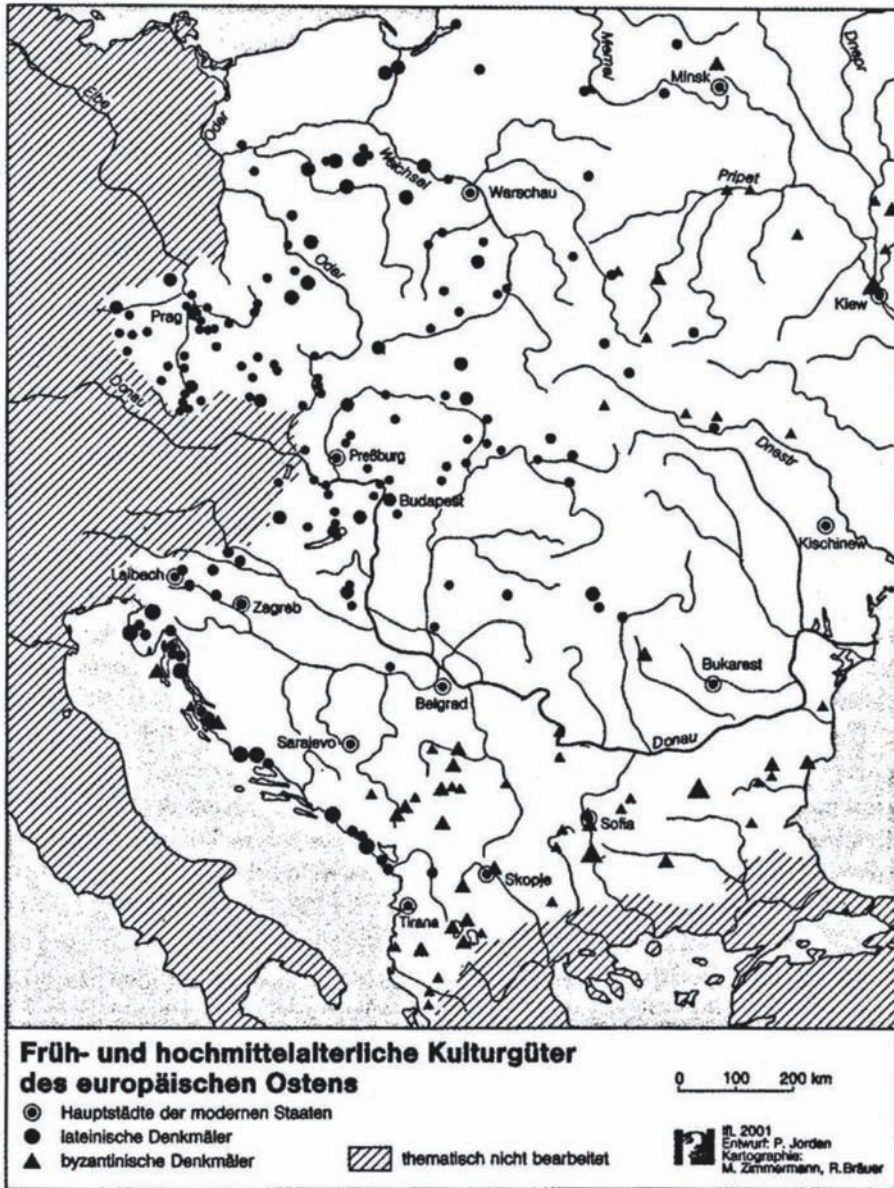 Elbe
Oder
Memel
Dnepr
Minsk
Weichsel
Warschau
Pripet
Oder
Kiew
Prag
Donau
Preßburg
Dnestr
Budapest
Kischinew
Laibach
Zagreb
Bukarest
Belgrad
Sarajevo
Donau
Sofia
Skopje
Tirana
Früh- und hochmittelalterliche Kulturgüter
des europäischen Ostens
0 100 200 km
Hauptstädte der modernen Staaten
lateinische Denkmäler
byzantinische Denkmäler
thematisch nicht bearbeitet
IfL 2001
Entwurf: P. Jordan
Kartographie:
M. Zimmermann, R.Bräuer